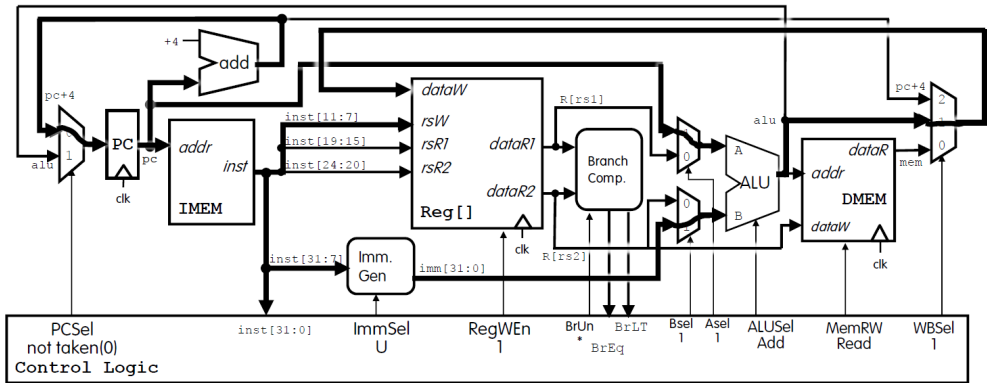 +4
add
pc+4
0
1
alu
PC
clk
pc
addr
inst
IMEM
inst[11:7]
inst[19:15]
inst[24:20]
inst[31:7]
dataW
rsW
rsR1
rsR2
dataR1
dataR2
Reg[]
clk
Imm.
Gen
imm[31:0]
R[rs1]
R[rs2]
Branch
Comp.
1
0
0
1
A
ALU
B
alu
addr
dataR
DMEM
dataW
clk
mem
pc+4
2
1
0
PCSel
not taken(0)
Control Logic
inst[31:0]
ImmSel
U
RegWEn
1
BrUn
*
BrEq
BrLT
Bsel
1
Asel
1
ALUSel
Add
MemRW
Read
WBSel
1